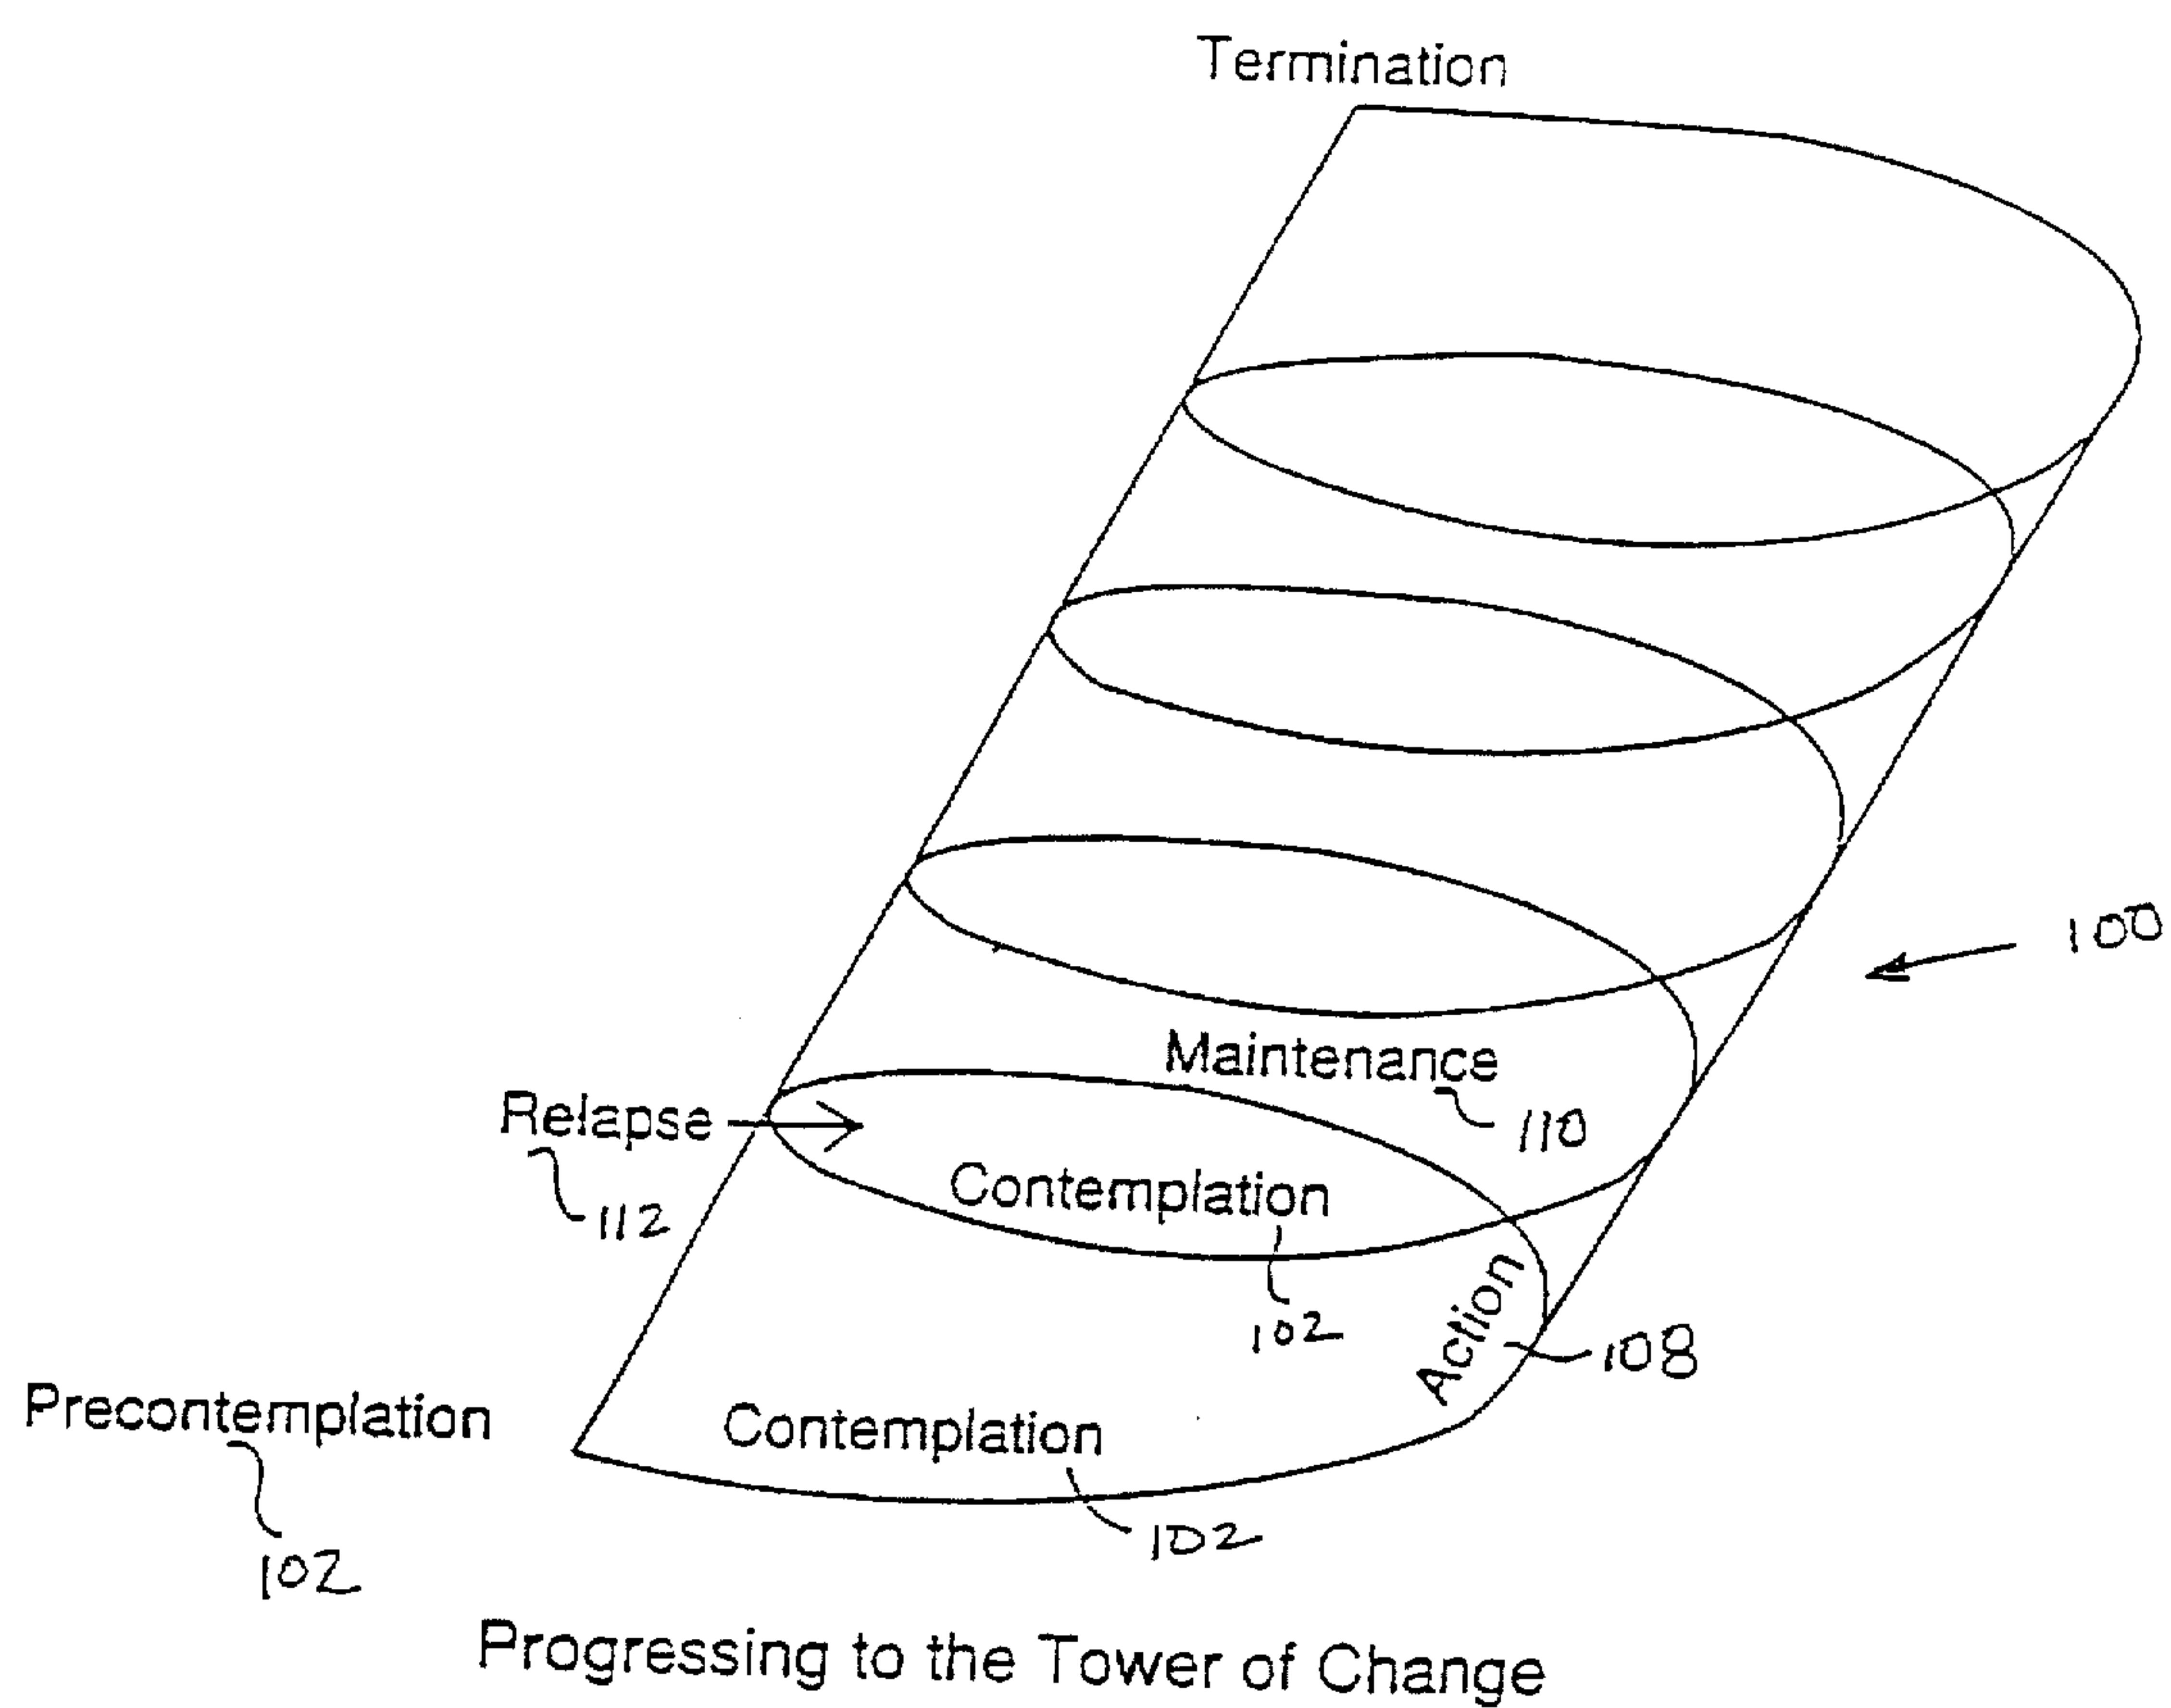 Termination
100
Maintenance
110
Relapse
112
Contemplation
102
Action
108
Precontemplation
102
Contemplation
102
Progressing to the Tower of Change